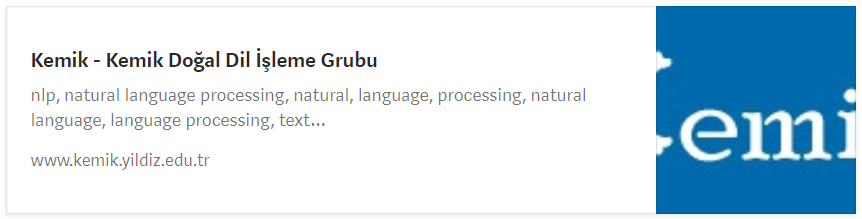 Kemik - Kemik Doğal Dil İşleme Grubu
nlp, natural language processing, natural, language, processing, natural
language, language processing, text...
www.kemik.yildiz.edu.tr
emi